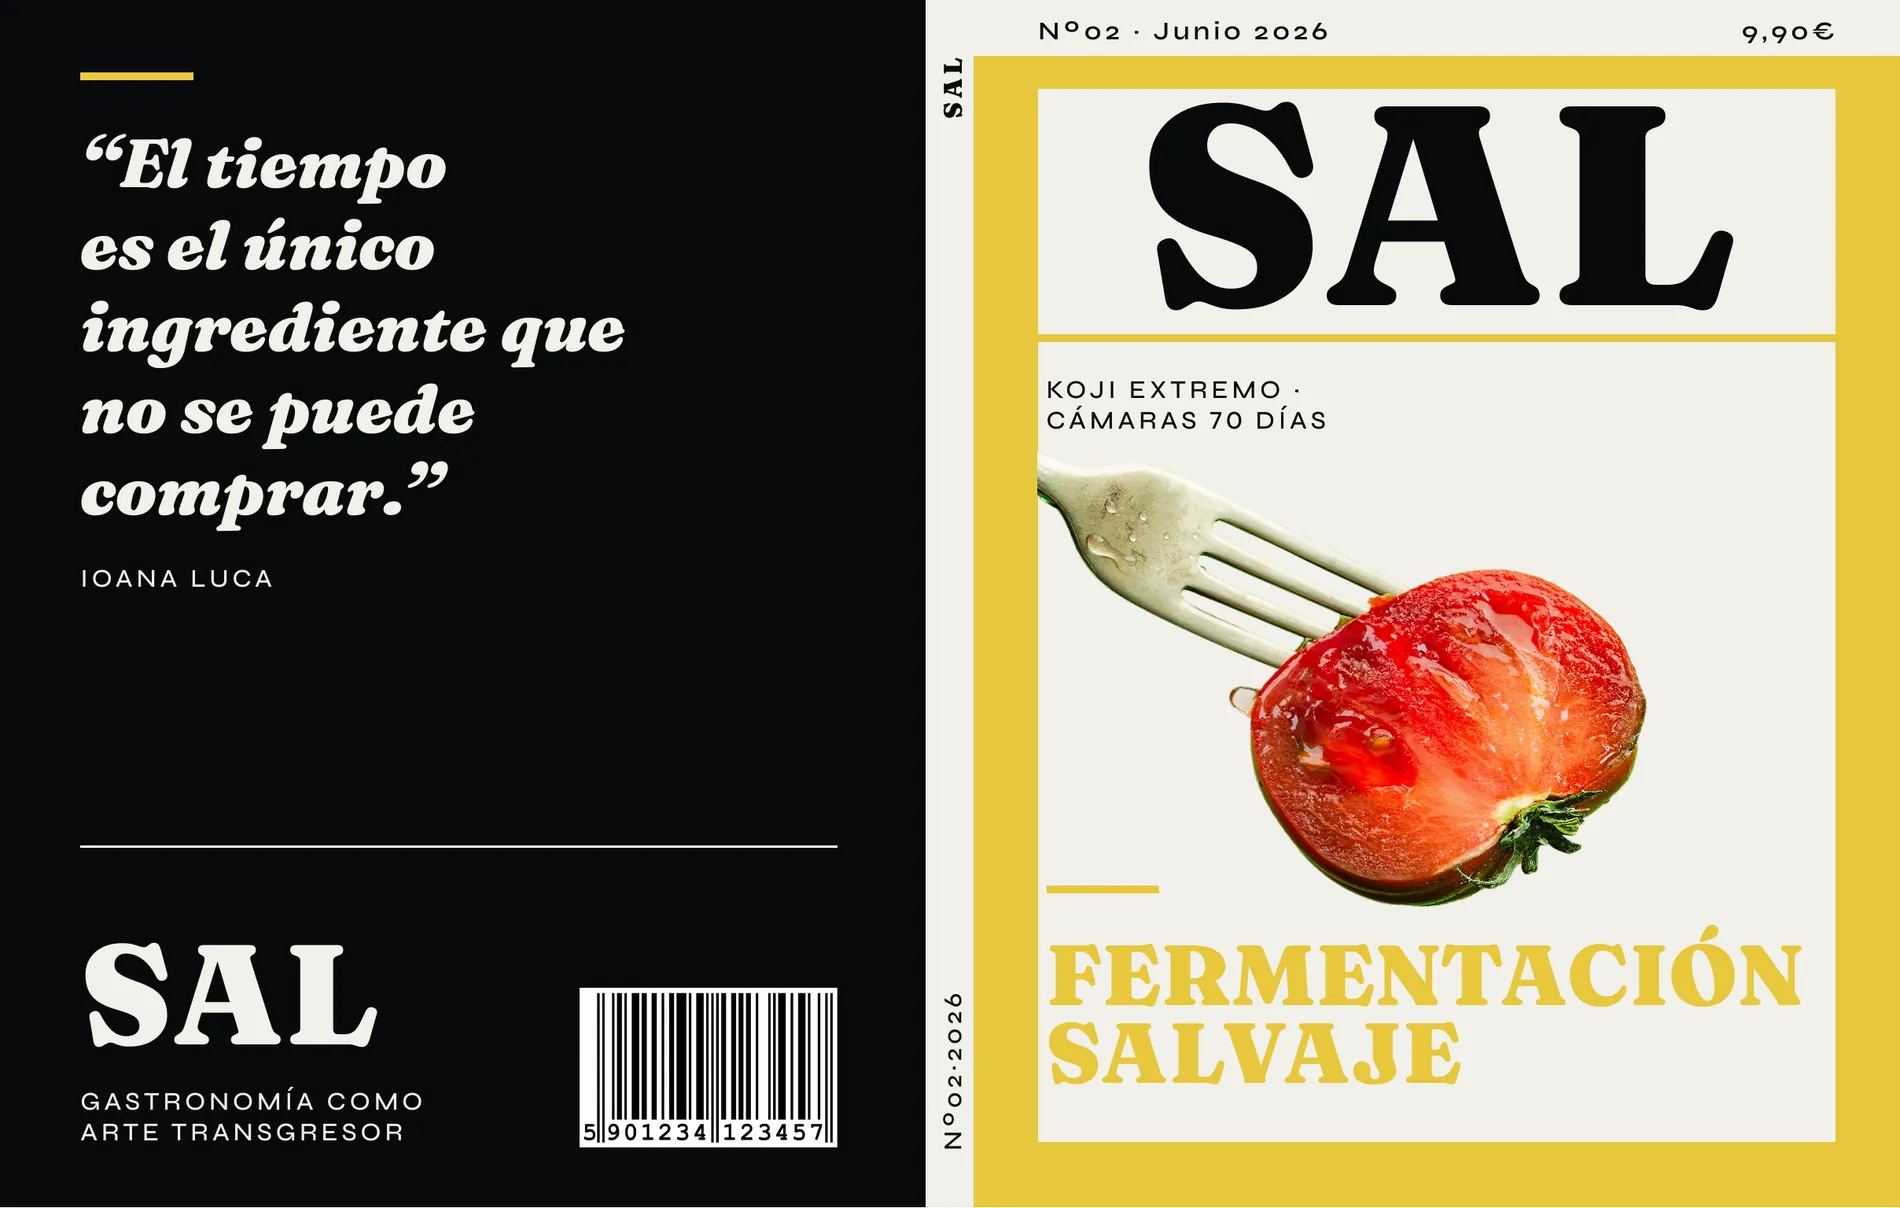 “El tiempo
es el único
ingrediente que
no se puede
comprar.”
IOANA LUCA
SAL
GASTRONOMÍA COMO
ARTE TRANSGRESOR
5 901234 123457
SAL
Nº02·2026
Nº02 · Junio 2026
9,90€
SAL
KOJI EXTREMO ·
CÁMARAS 70 DÍAS
FERMENTACIÓN
SALVAJE